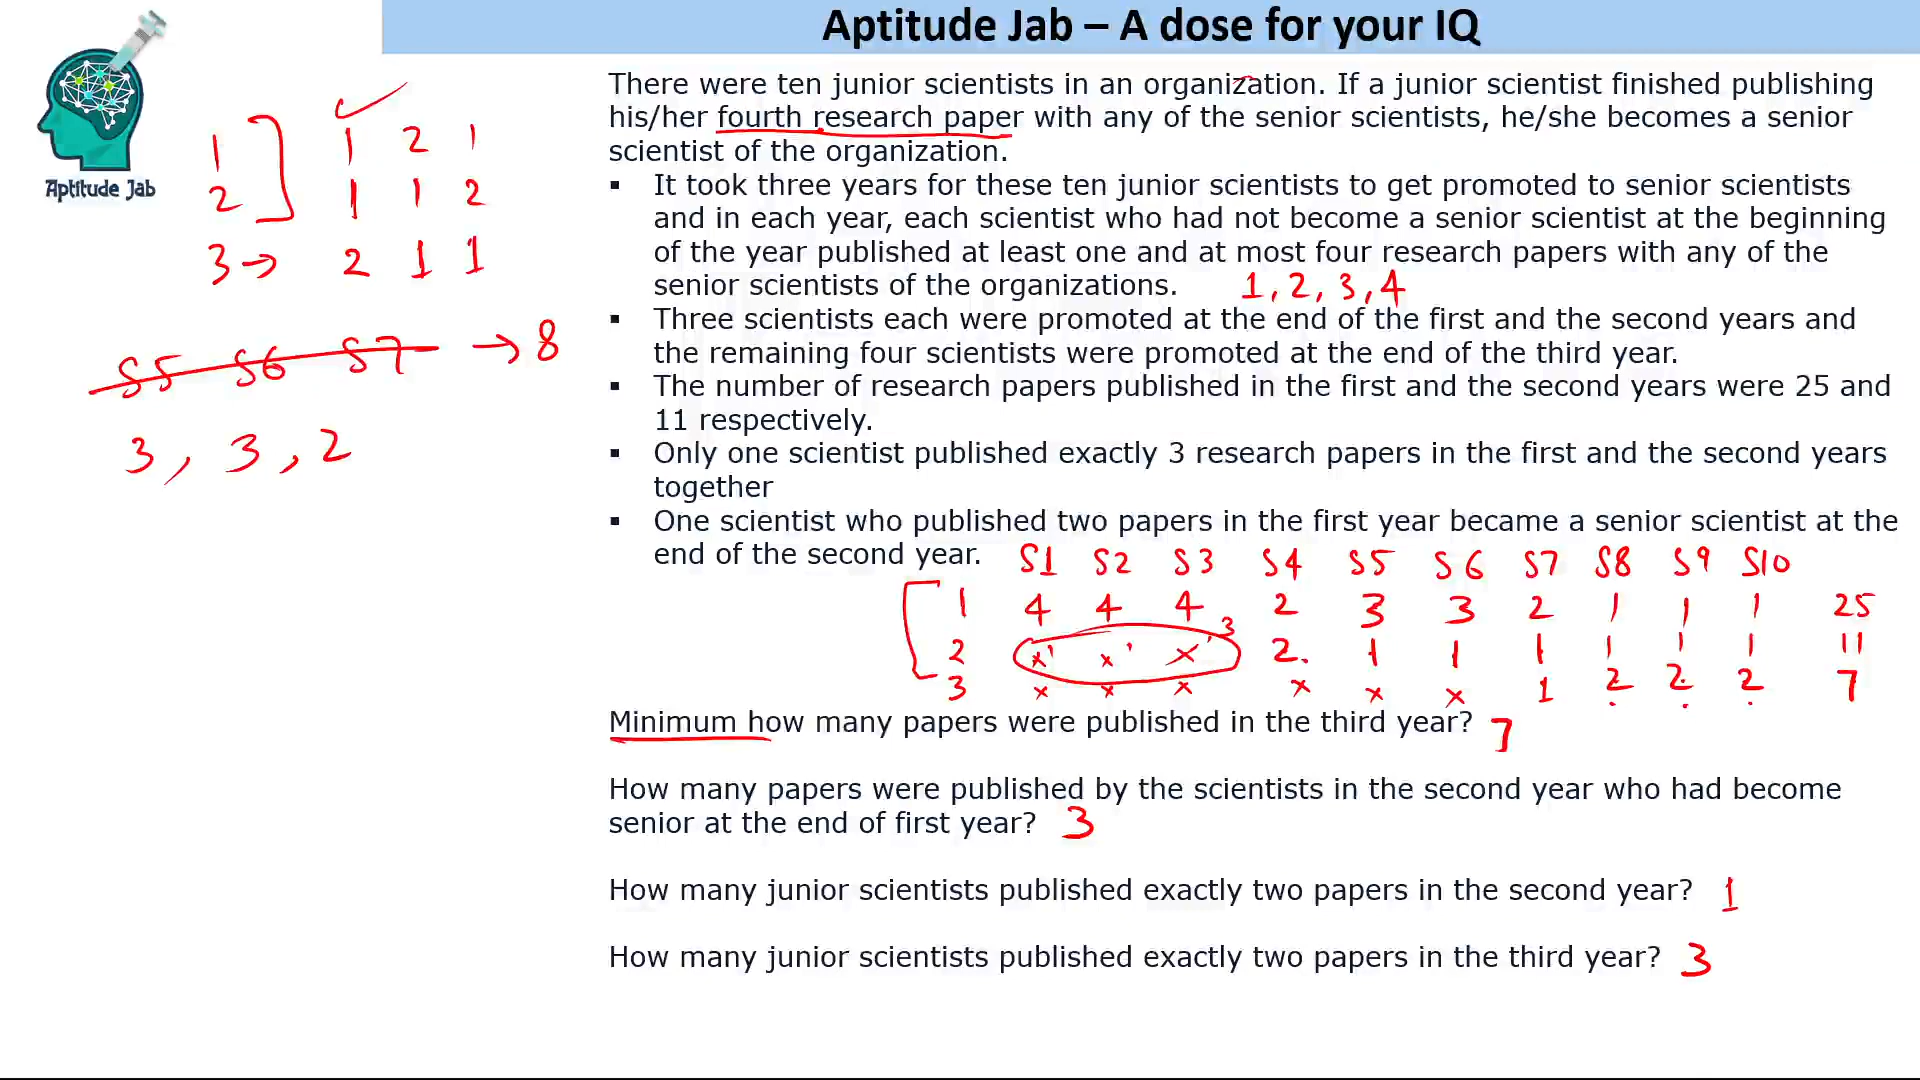 Aptitude Jab – A dose for your IQ
Aptitude Jab
There were ten junior scientists in an organization. If a junior scientist finished publishing
his/her fourth research paper with any of the senior scientists, he/she becomes a senior
scientist of the organization.
▪ It took three years for these ten junior scientists to get promoted to senior scientists
and in each year, each scientist who had not become a senior scientist at the beginning
of the year published at least one and at most four research papers with any of the
senior scientists of the organizations. 1, 2, 3, 4
▪ Three scientists each were promoted at the end of the first and the second years and
the remaining four scientists were promoted at the end of the third year.
▪ The number of research papers published in the first and the second years were 25 and
11 respectively.
▪ Only one scientist published exactly 3 research papers in the first and the second years
together
▪ One scientist who published two papers in the first year became a senior scientist at the
end of the second year.
1 1 2 1
2 1 1 2
3 → 2 1 1
S5 S6 S7 → 8
3, 3, 2
S1 S2 S3 S4 S5 S6 S7 S8 S9 S10
1 4 4 4 2 3 3 2 1 1 1 25
2 x' x' x' 3 2. 1 1 1 1 1 1 11
3 x x x x x x 1 2 2 2 7
Minimum how many papers were published in the third year? 7
How many papers were published by the scientists in the second year who had become
senior at the end of first year? 3
How many junior scientists published exactly two papers in the second year? 1
How many junior scientists published exactly two papers in the third year? 3